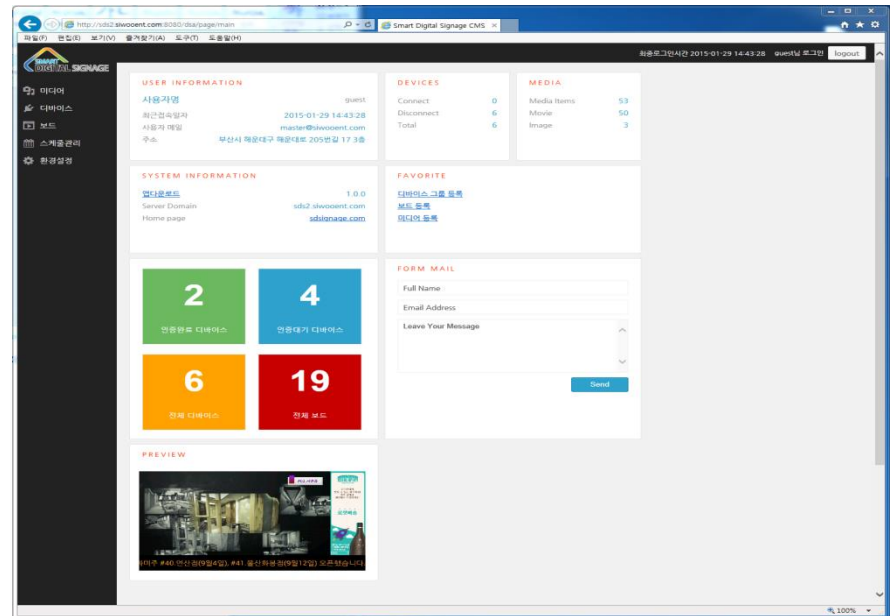 http://sds2.siwooent.com:8080/dsa/page/main
Smart Digital Signage CMS
파일(F) 편집(E) 보기(V) 즐겨찾기(A) 도구(T) 도움말(H)
최종로그인시간 2015-01-29 14:43:28 guest님 로그인 logout
SMART
DIGITAL SIGNAGE
미디어
디바이스
보드
스케줄관리
환경설정
USER INFORMATION
사용자명 guest
최근접속일자 2015-01-29 14:43:28
사용자 메일 master@siwooent.com
주소 부산시 해운대구 해운대로 205번길 17 3층
DEVICES
Connect 0
Disconnect 6
Total 6
MEDIA
Media Items 53
Movie 50
Image 3
SYSTEM INFORMATION
앱다운로드 1.0.0
Server Domain sds2.siwooent.com
Home page sdsignage.com
FAVORITE
디바이스 그룹 등록
보드 등록
미디어 등록
2
인증완료 디바이스
4
인증대기 디바이스
6
전체 디바이스
19
전체 보드
FORM MAIL
Full Name
Email Address
Leave Your Message
Send
PREVIEW
#40 연산점(9월4일), #41 울산화봉점(9월12일) 오픈했습니다
100%